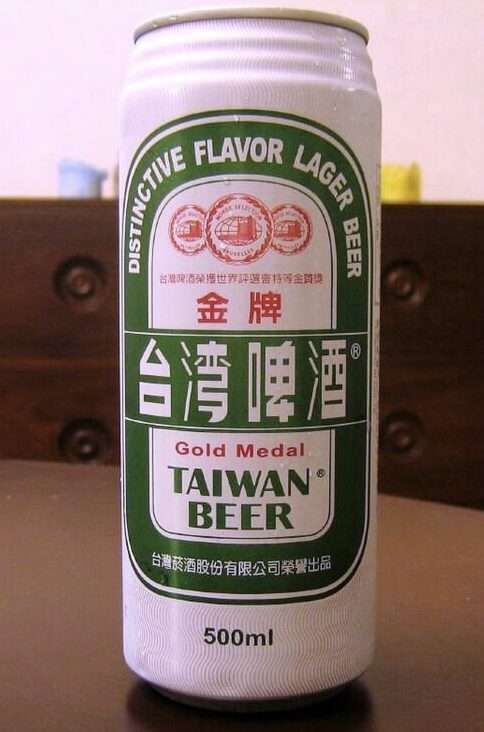 DISTINCTIVE FLAVOR LAGER BEER
台灣啤酒榮獲世界評選會特等金質獎
金牌
台湾啤酒®
Gold Medal
TAIWAN®
BEER
台灣菸酒股份有限公司榮譽出品
500ml